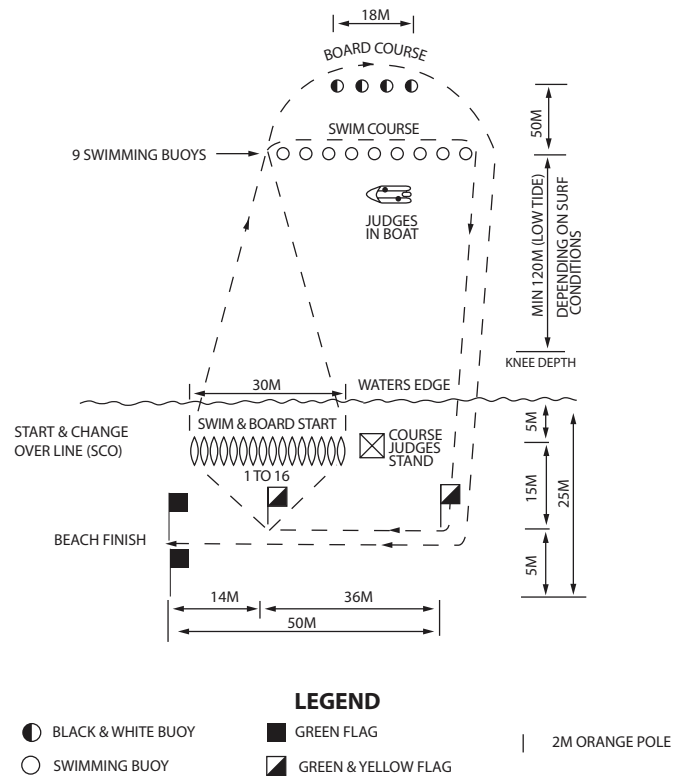 18M
BOARD COURSE
50M
SWIM COURSE
9 SWIMMING BUOYS
JUDGES
IN BOAT
MIN 120M (LOW TIDE)
DEPENDING ON SURF
CONDITIONS
KNEE DEPTH
30M
WATERS EDGE
START & CHANGE
OVER LINE (SCO)
SWIM & BOARD START
COURSE
JUDGES
STAND
1 TO 16
5M
15M
25M
BEACH FINISH
5M
14M
36M
50M
LEGEND
BLACK & WHITE BUOY
GREEN FLAG
2M ORANGE POLE
SWIMMING BUOY
GREEN & YELLOW FLAG